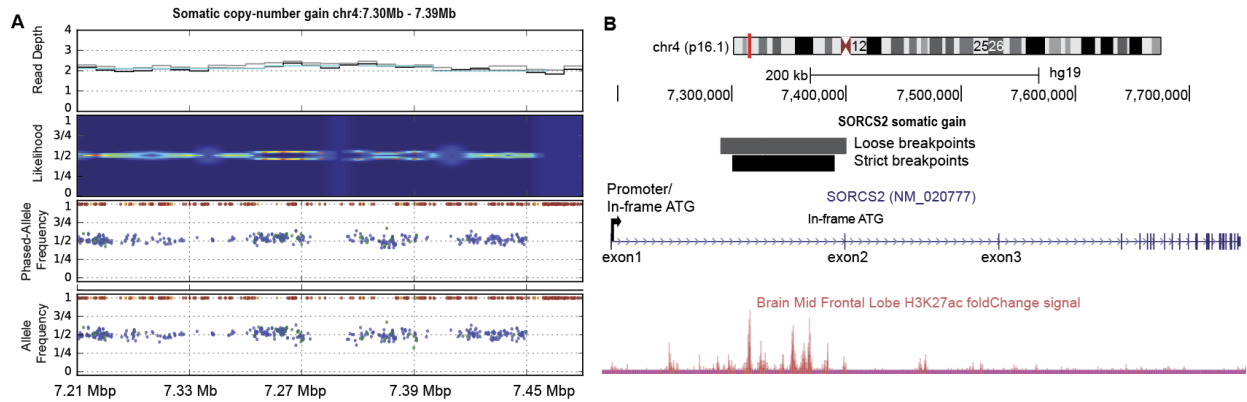 A
Somatic copy-number gain chr4:7.30Mb - 7.39Mb
Read Depth
4
3
2
1
0
Likelihood
1
3/4
1/2
1/4
0
Phased-Allele
Frequency
1
3/4
1/2
1/4
0
Allele
Frequency
1
3/4
1/2
1/4
0
7.21 Mbp
7.33 Mb
7.27 Mbp
7.39 Mbp
7.45 Mbp
B
chr4 (p16.1)
12
25
26
200 kb
hg19
7,300,000
7,400,000
7,500,000
7,600,000
7,700,000
SORCS2 somatic gain
Loose breakpoints
Strict breakpoints
Promoter/
In-frame ATG
SORCS2 (NM_020777)
In-frame ATG
exon1
exon2
exon3
Brain Mid Frontal Lobe H3K27ac foldChange signal